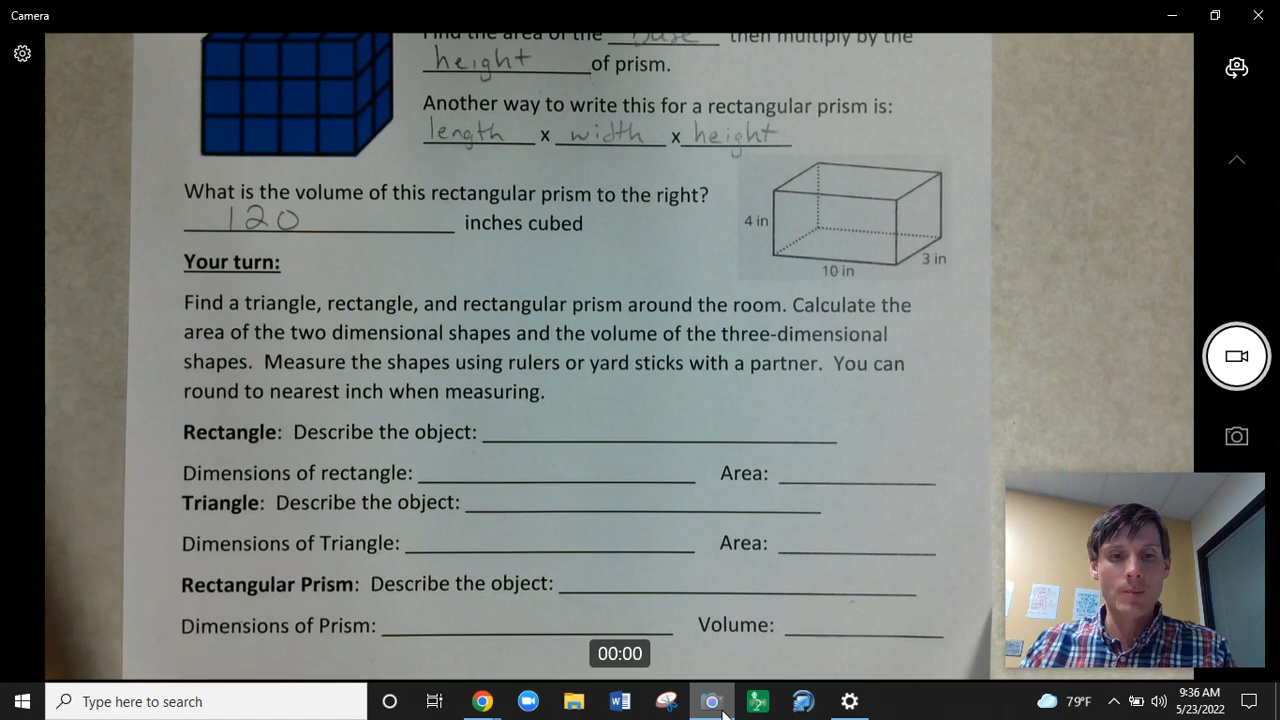 Camera
Find the area of the base then multiply by the
height of prism.
Another way to write this for a rectangular prism is:
length x width x height
What is the volume of this rectangular prism to the right?
120 inches cubed
4 in
10 in
3 in
Your turn:
Find a triangle, rectangle, and rectangular prism around the room. Calculate the
area of the two dimensional shapes and the volume of the three-dimensional
shapes. Measure the shapes using rulers or yard sticks with a partner. You can
round to nearest inch when measuring.
Rectangle: Describe the object:
Dimensions of rectangle: Area:
Triangle: Describe the object:
Dimensions of Triangle: Area:
Rectangular Prism: Describe the object:
Dimensions of Prism: Volume:
00:00
Type here to search
79°F
9:36 AM
5/23/2022